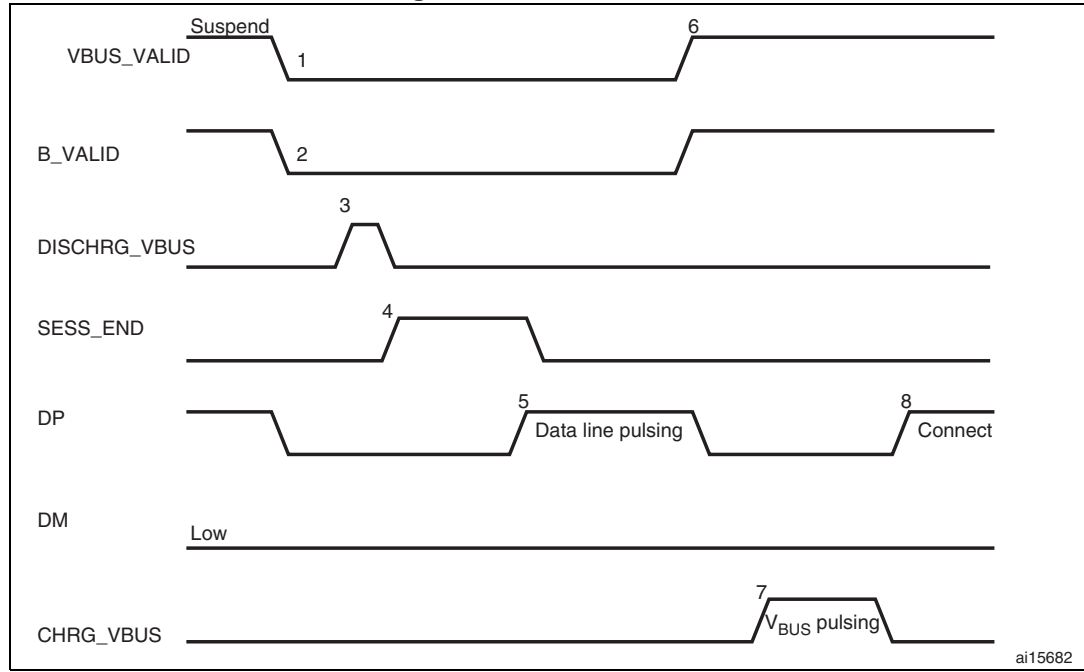 Suspend
6
VBUS_VALID
1
B_VALID
2
3
DISCHRG_VBUS
4
SESS_END
5
8
DP
Data line pulsing
Connect
DM
Low
7
VBUS pulsing
CHRG_VBUS
ai15682